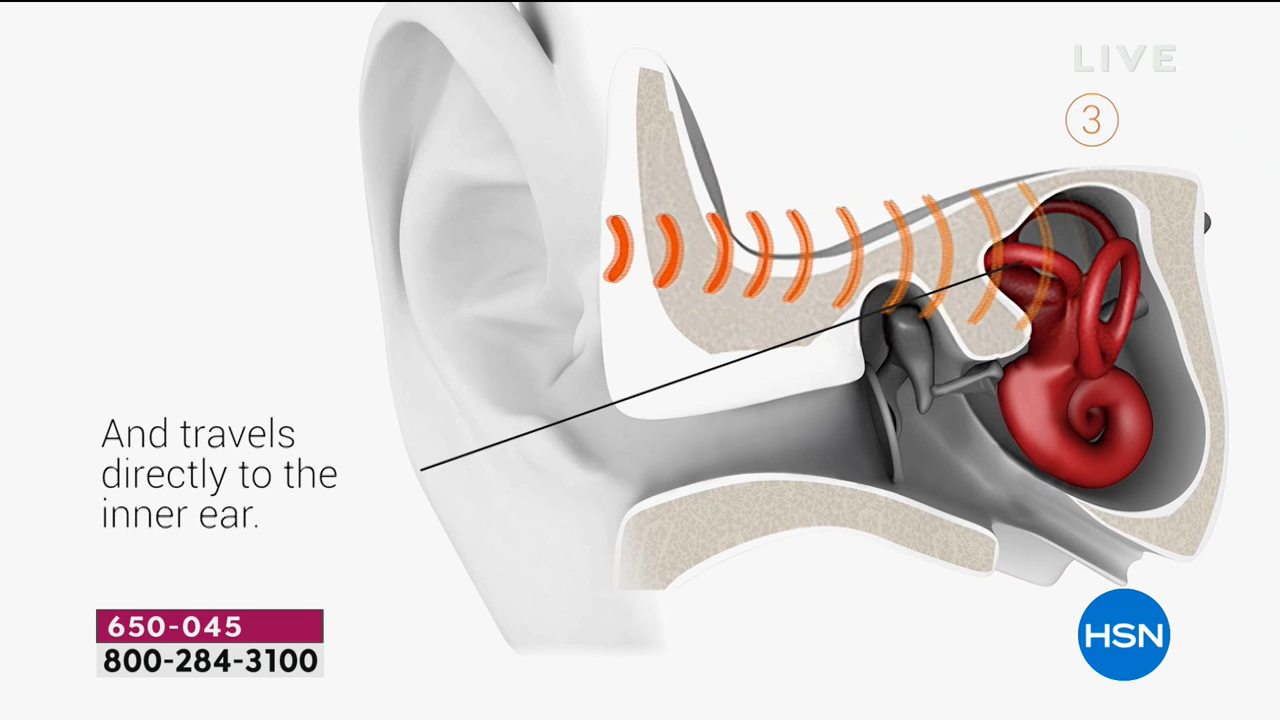 LIVE
3
And travels
directly to the
inner ear.
650-045
800-284-3100
HSN